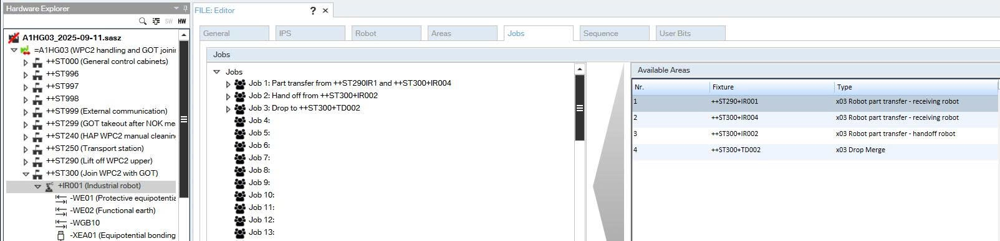 Hardware Explorer
SW HW
A1HG03_2025-09-11.sasz
=A1HG03 (WPC2 handling and GOT joinin
++ST000 (General control cabinets)
++ST996
++ST997
++ST998
++ST999 (External communication)
++ST299 (GOT takeout after NOK me
++ST240 (HAP WPC2 manual cleanin
++ST250 (Transport station)
++ST290 (Lift off WPC2 upper)
++ST300 (Join WPC2 with GOT)
+IR001 (Industrial robot)
-WE01 (Protective equipotentia
-WE02 (Functional earth)
-WGB10
-XEA01 (Equipotential bonding
FILE: Editor ? ×
General IPS Robot Areas Jobs Sequence User Bits
Jobs
Jobs
Job 1: Part transfer from ++ST290IR1 and ++ST300+IR004
Job 2: Hand off from ++ST300+IR002
Job 3: Drop to ++ST300+TD002
Job 4:
Job 5:
Job 6:
Job 7:
Job 8:
Job 9:
Job 10:
Job 11:
Job 12:
Job 13:
Available Areas
Nr. Fixture Type
1 ++ST290+IR001 x03 Robot part transfer - receiving robot
2 ++ST300+IR004 x03 Robot part transfer - receiving robot
3 ++ST300+IR002 x03 Robot part transfer - handoff robot
4 ++ST300+TD002 x03 Drop Merge